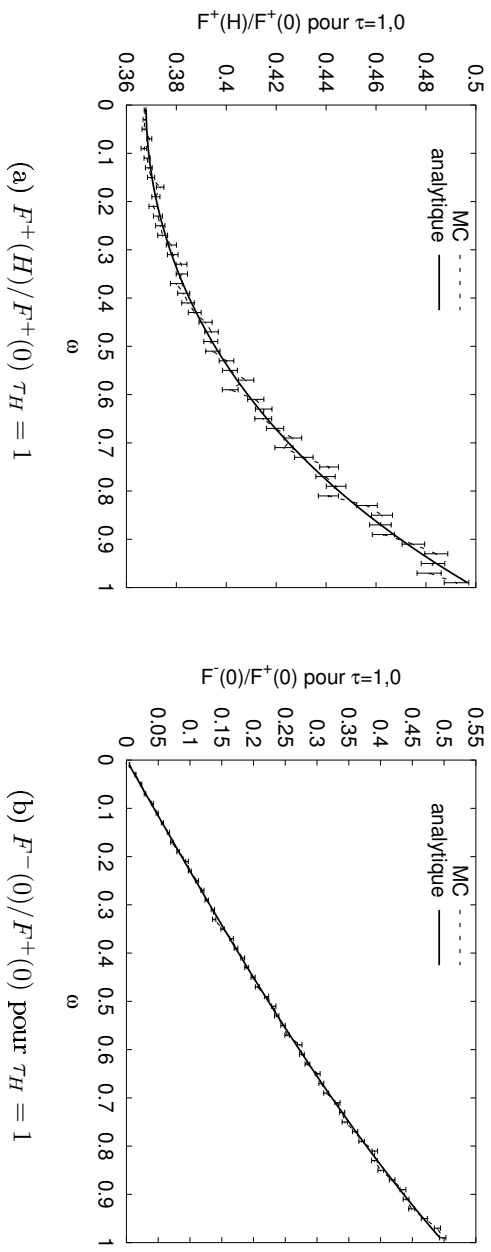 F⁺(H)/F⁺(0) pour τ=1,0
0.5
0.48
0.46
0.44
0.42
0.4
0.38
0.36
MC
analytique
0 0.1 0.2 0.3 0.4 0.5 0.6 0.7 0.8 0.9 1
ω
(a) F⁺(H)/F⁺(0) τ_H = 1
F⁻(0)/F⁺(0) pour τ=1,0
0.55
0.5
0.45
0.4
0.35
0.3
0.25
0.2
0.15
0.1
0.05
0
MC
analytique
0 0.1 0.2 0.3 0.4 0.5 0.6 0.7 0.8 0.9 1
ω
(b) F⁻(0)/F⁺(0) pour τ_H = 1